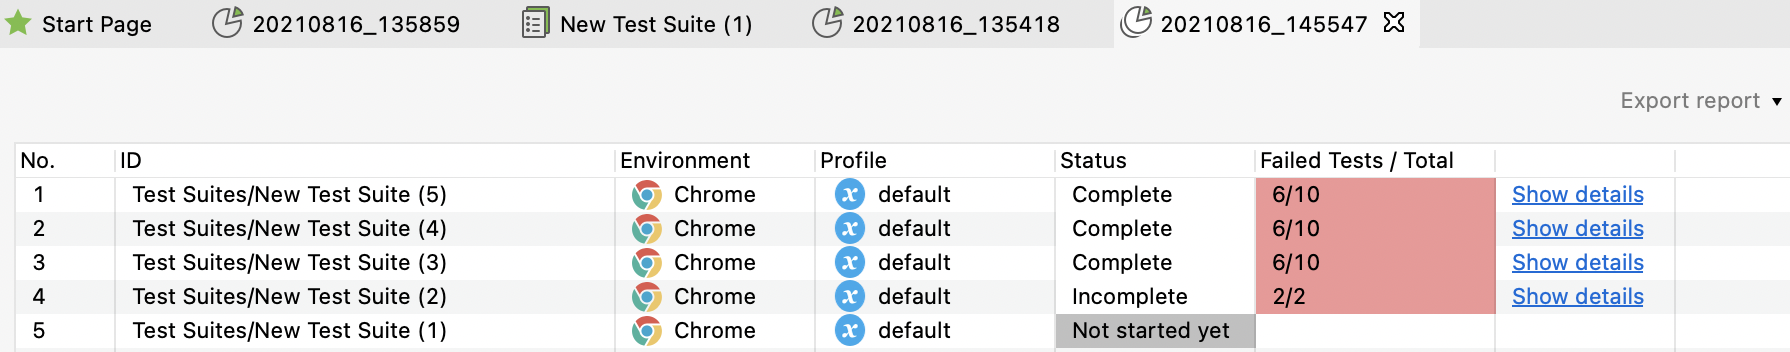 Start Page 20210816_135859 New Test Suite (1) 20210816_135418 20210816_145547
Export report
No. ID Environment Profile Status Failed Tests / Total
1 Test Suites/New Test Suite (5) Chrome x default Complete 6/10 Show details
2 Test Suites/New Test Suite (4) Chrome x default Complete 6/10 Show details
3 Test Suites/New Test Suite (3) Chrome x default Complete 6/10 Show details
4 Test Suites/New Test Suite (2) Chrome x default Incomplete 2/2 Show details
5 Test Suites/New Test Suite (1) Chrome x default Not started yet